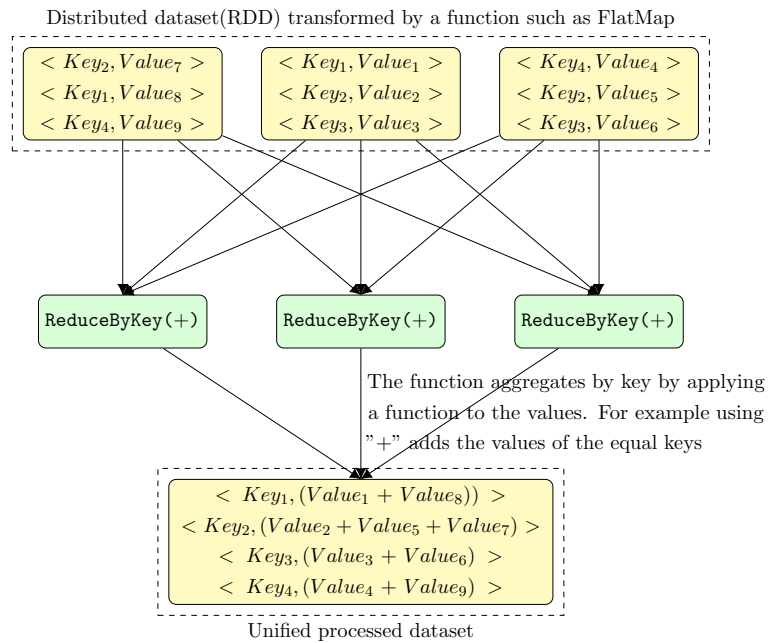 Distributed dataset(RDD) transformed by a function such as FlatMap
< Key₂, Value₇ >
< Key₁, Value₈ >
< Key₄, Value₉ >
< Key₁, Value₁ >
< Key₂, Value₂ >
< Key₃, Value₃ >
< Key₄, Value₄ >
< Key₂, Value₅ >
< Key₃, Value₆ >
ReduceByKey(+)
ReduceByKey(+)
ReduceByKey(+)
The function aggregates by key by applying
a function to the values. For example using
"+" adds the values of the equal keys
< Key₁, (Value₁ + Value₈)) >
< Key₂, (Value₂ + Value₅ + Value₇) >
< Key₃, (Value₃ + Value₆) >
< Key₄, (Value₄ + Value₉) >
Unified processed dataset